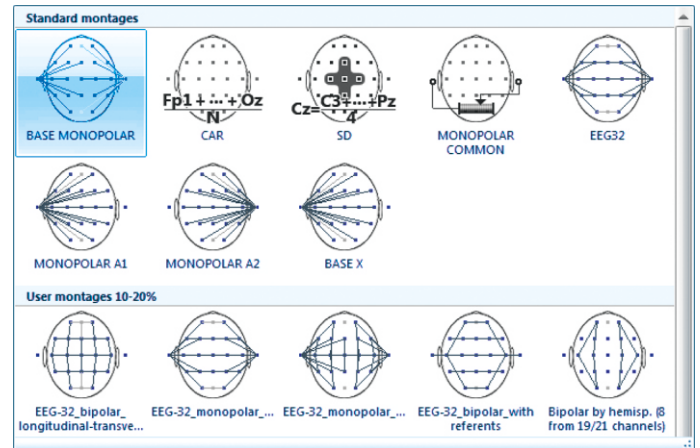 Standard montages
Fp1 + ··· + Oz
N
Cz=C3+···+Pz
4
BASE MONOPOLAR
CAR
SD
MONOPOLAR
COMMON
EEG32
MONOPOLAR A1
MONOPOLAR A2
BASE X
User montages 10-20%
EEG-32_bipolar_
longitudinal-transve...
EEG-32_monopolar_...
EEG-32_monopolar_...
EEG-32_bipolar_with
referents
Bipolar by hemisp. (8
from 19/21 channels)